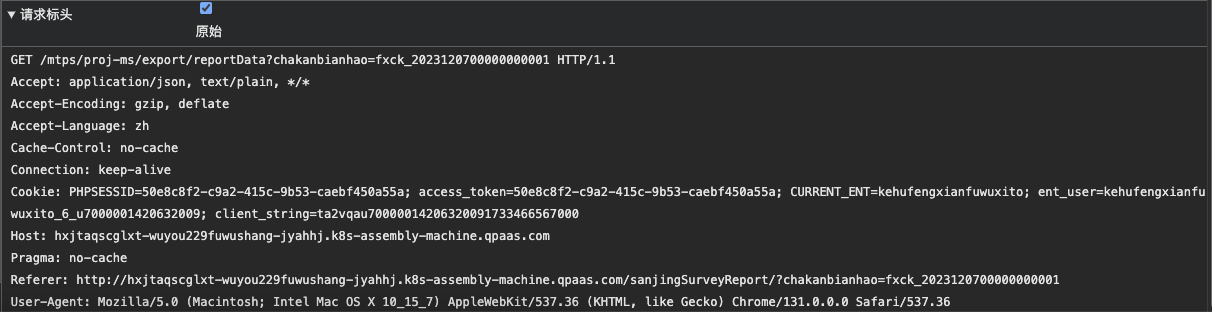 ▼ 请求标头
原始
GET /mtps/proj-ms/export/reportData?chakanbianhao=fxck_2023120700000000001 HTTP/1.1
Accept: application/json, text/plain, */*
Accept-Encoding: gzip, deflate
Accept-Language: zh
Cache-Control: no-cache
Connection: keep-alive
Cookie: PHPSESSID=50e8c8f2-c9a2-415c-9b53-caebf450a55a; access_token=50e8c8f2-c9a2-415c-9b53-caebf450a55a; CURRENT_ENT=kehufengxianfuwuxito; ent_user=kehufengxianfu
wuxito_6_u7000001420632009; client_string=ta2vqau70000014206320091733466567000
Host: hxjtaqscglxt-wuyou229fuwushang-jyahhj.k8s-assembly-machine.qpaas.com
Pragma: no-cache
Referer: http://hxjtaqscglxt-wuyou229fuwushang-jyahhj.k8s-assembly-machine.qpaas.com/sanjingSurveyReport/?chakanbianhao=fxck_2023120700000000001
User-Agent: Mozilla/5.0 (Macintosh; Intel Mac OS X 10_15_7) AppleWebKit/537.36 (KHTML, like Gecko) Chrome/131.0.0.0 Safari/537.36